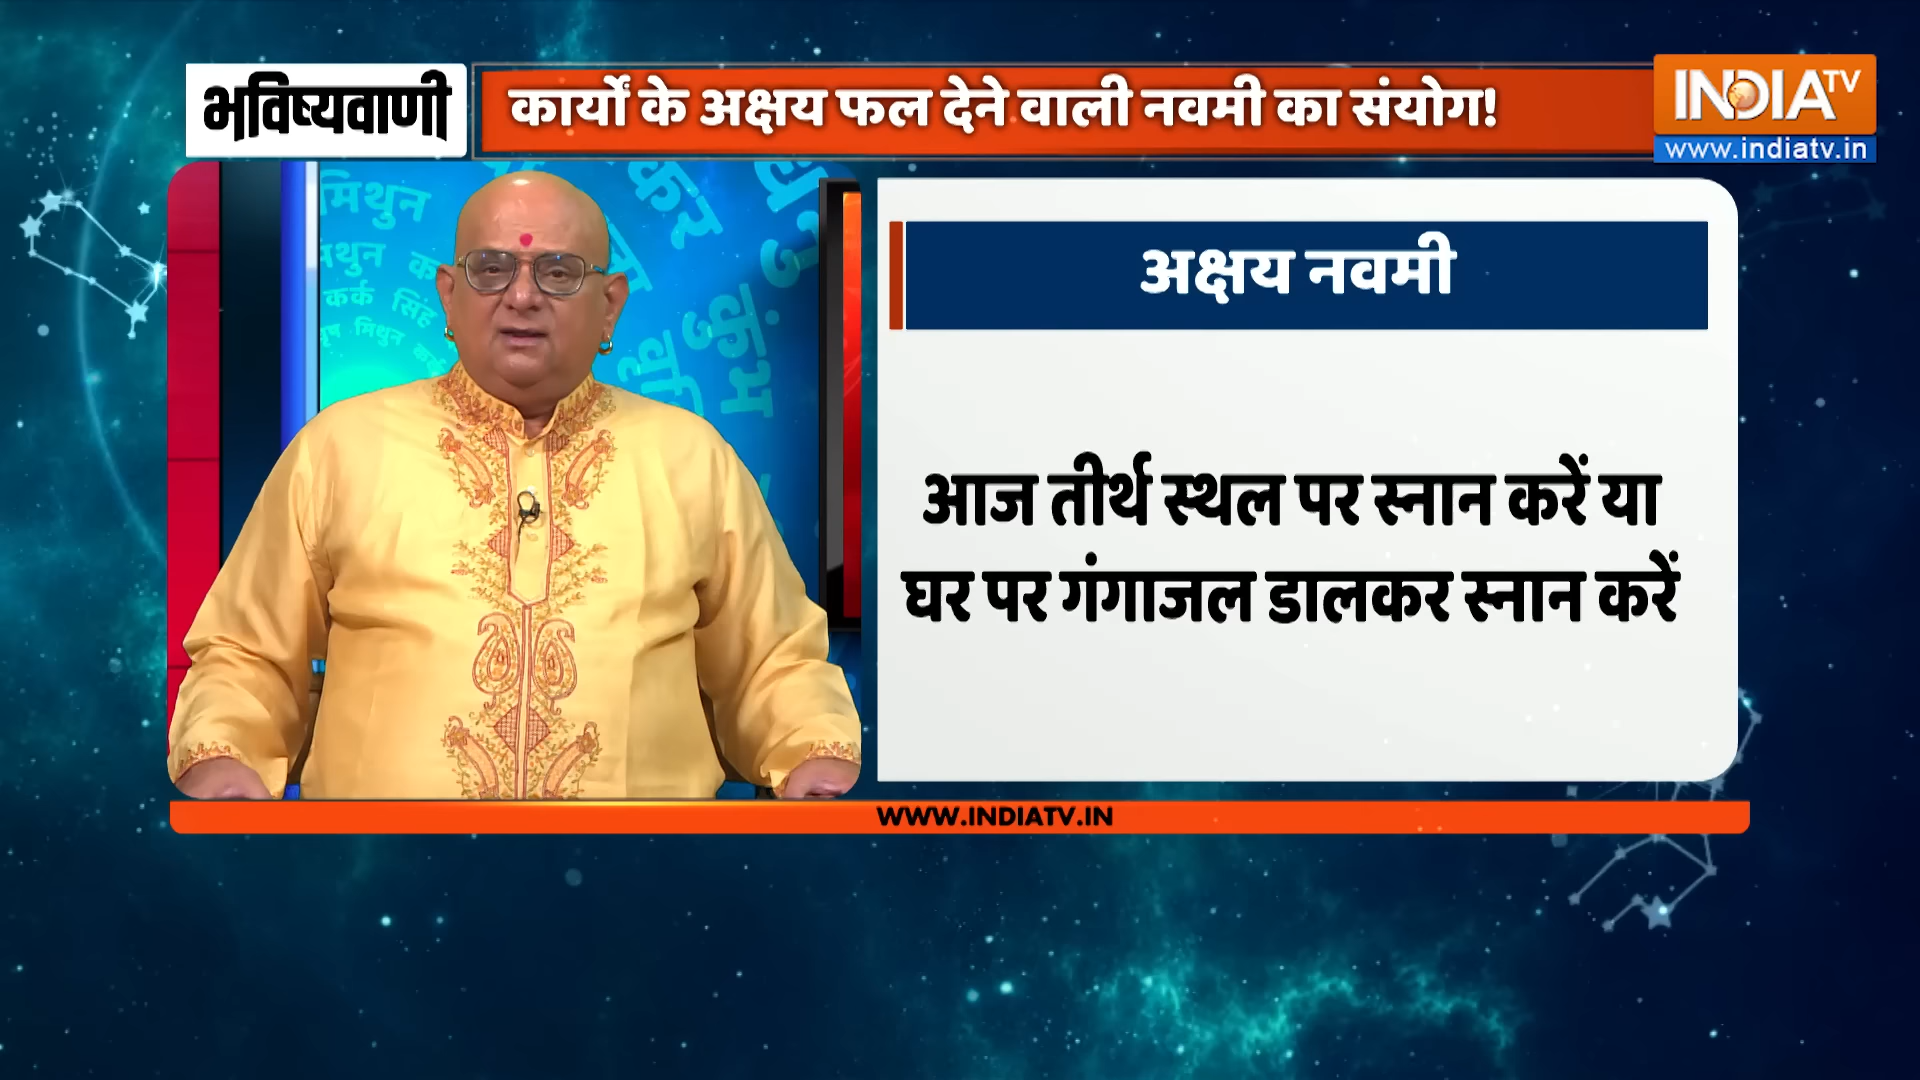 भविष्यवाणी
कार्यों के अक्षय फल देने वाली नवमी का संयोग!
INDIA TV
www.indiatv.in
मिथुन
कर्क सिंह
मिथुन
कुंभ
अक्षय नवमी
आज तीर्थ स्थल पर स्नान करें या
घर पर गंगाजल डालकर स्नान करें
WWW.INDIATV.IN